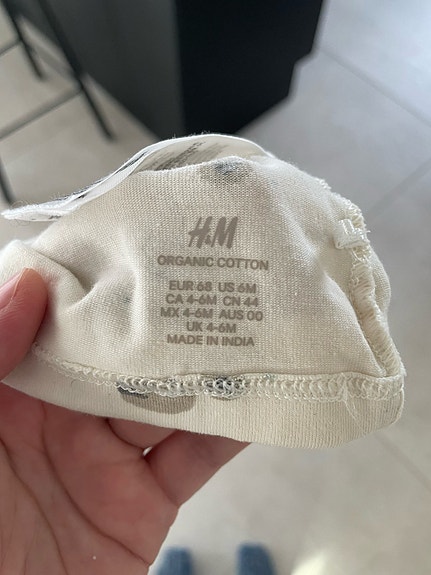 H&M
ORGANIC COTTON
EUR 68 US 6M
CA 4-6M CN 44
MX 4-6M AUS 00
UK 4-6M
MADE IN INDIA